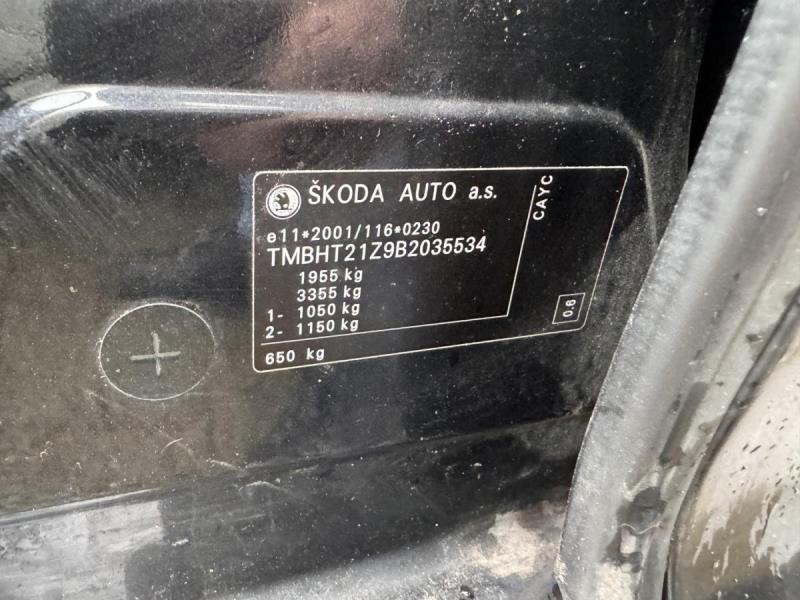 ŠKODA AUTO a.s.
CAYC
e11*2001/116*0230
TMBHT21Z9B2035534
1955 kg
3355 kg
1- 1050 kg
2- 1150 kg
0.6
650 kg